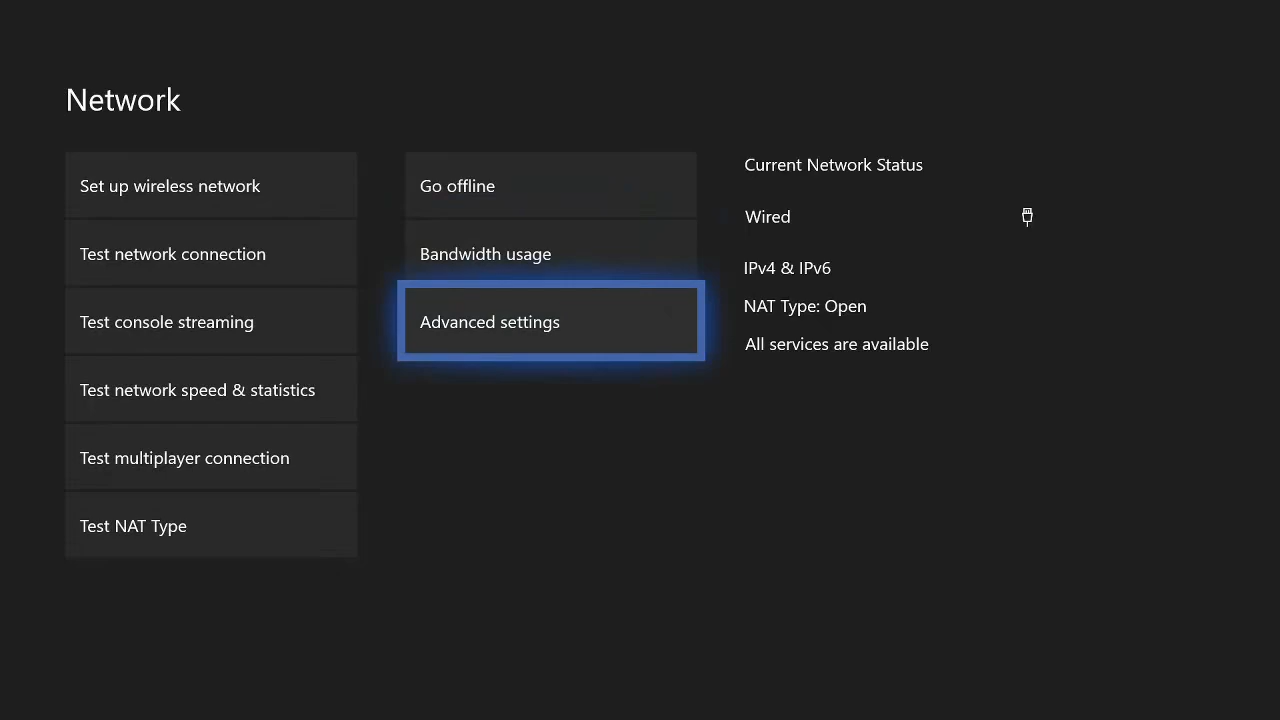 Network
Set up wireless network
Test network connection
Test console streaming
Test network speed & statistics
Test multiplayer connection
Test NAT Type
Go offline
Bandwidth usage
Advanced settings
Current Network Status
Wired
IPv4 & IPv6
NAT Type: Open
All services are available